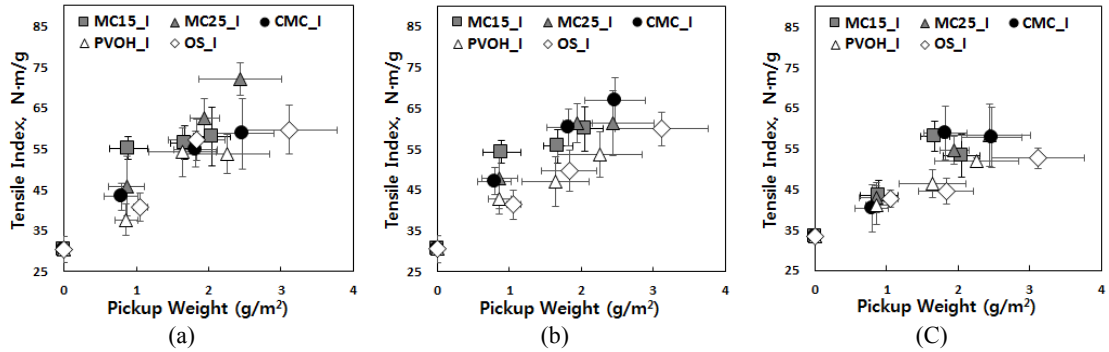 MC15_I MC25_I CMC_I
PVOH_I OS_I
Tensile Index, N·m/g
85
75
65
55
45
35
25
0 1 2 3 4
Pickup Weight (g/m²)
(a)
MC15_I MC25_I CMC_I
PVOH_I OS_I
Tensile Index, N·m/g
85
75
65
55
45
35
25
0 1 2 3 4
Pickup Weight (g/m²)
(b)
MC15_I MC25_I CMC_I
PVOH_I OS_I
Tensile Index, N·m/g
85
75
65
55
45
35
25
0 1 2 3 4
Pickup Weight (g/m²)
(C)